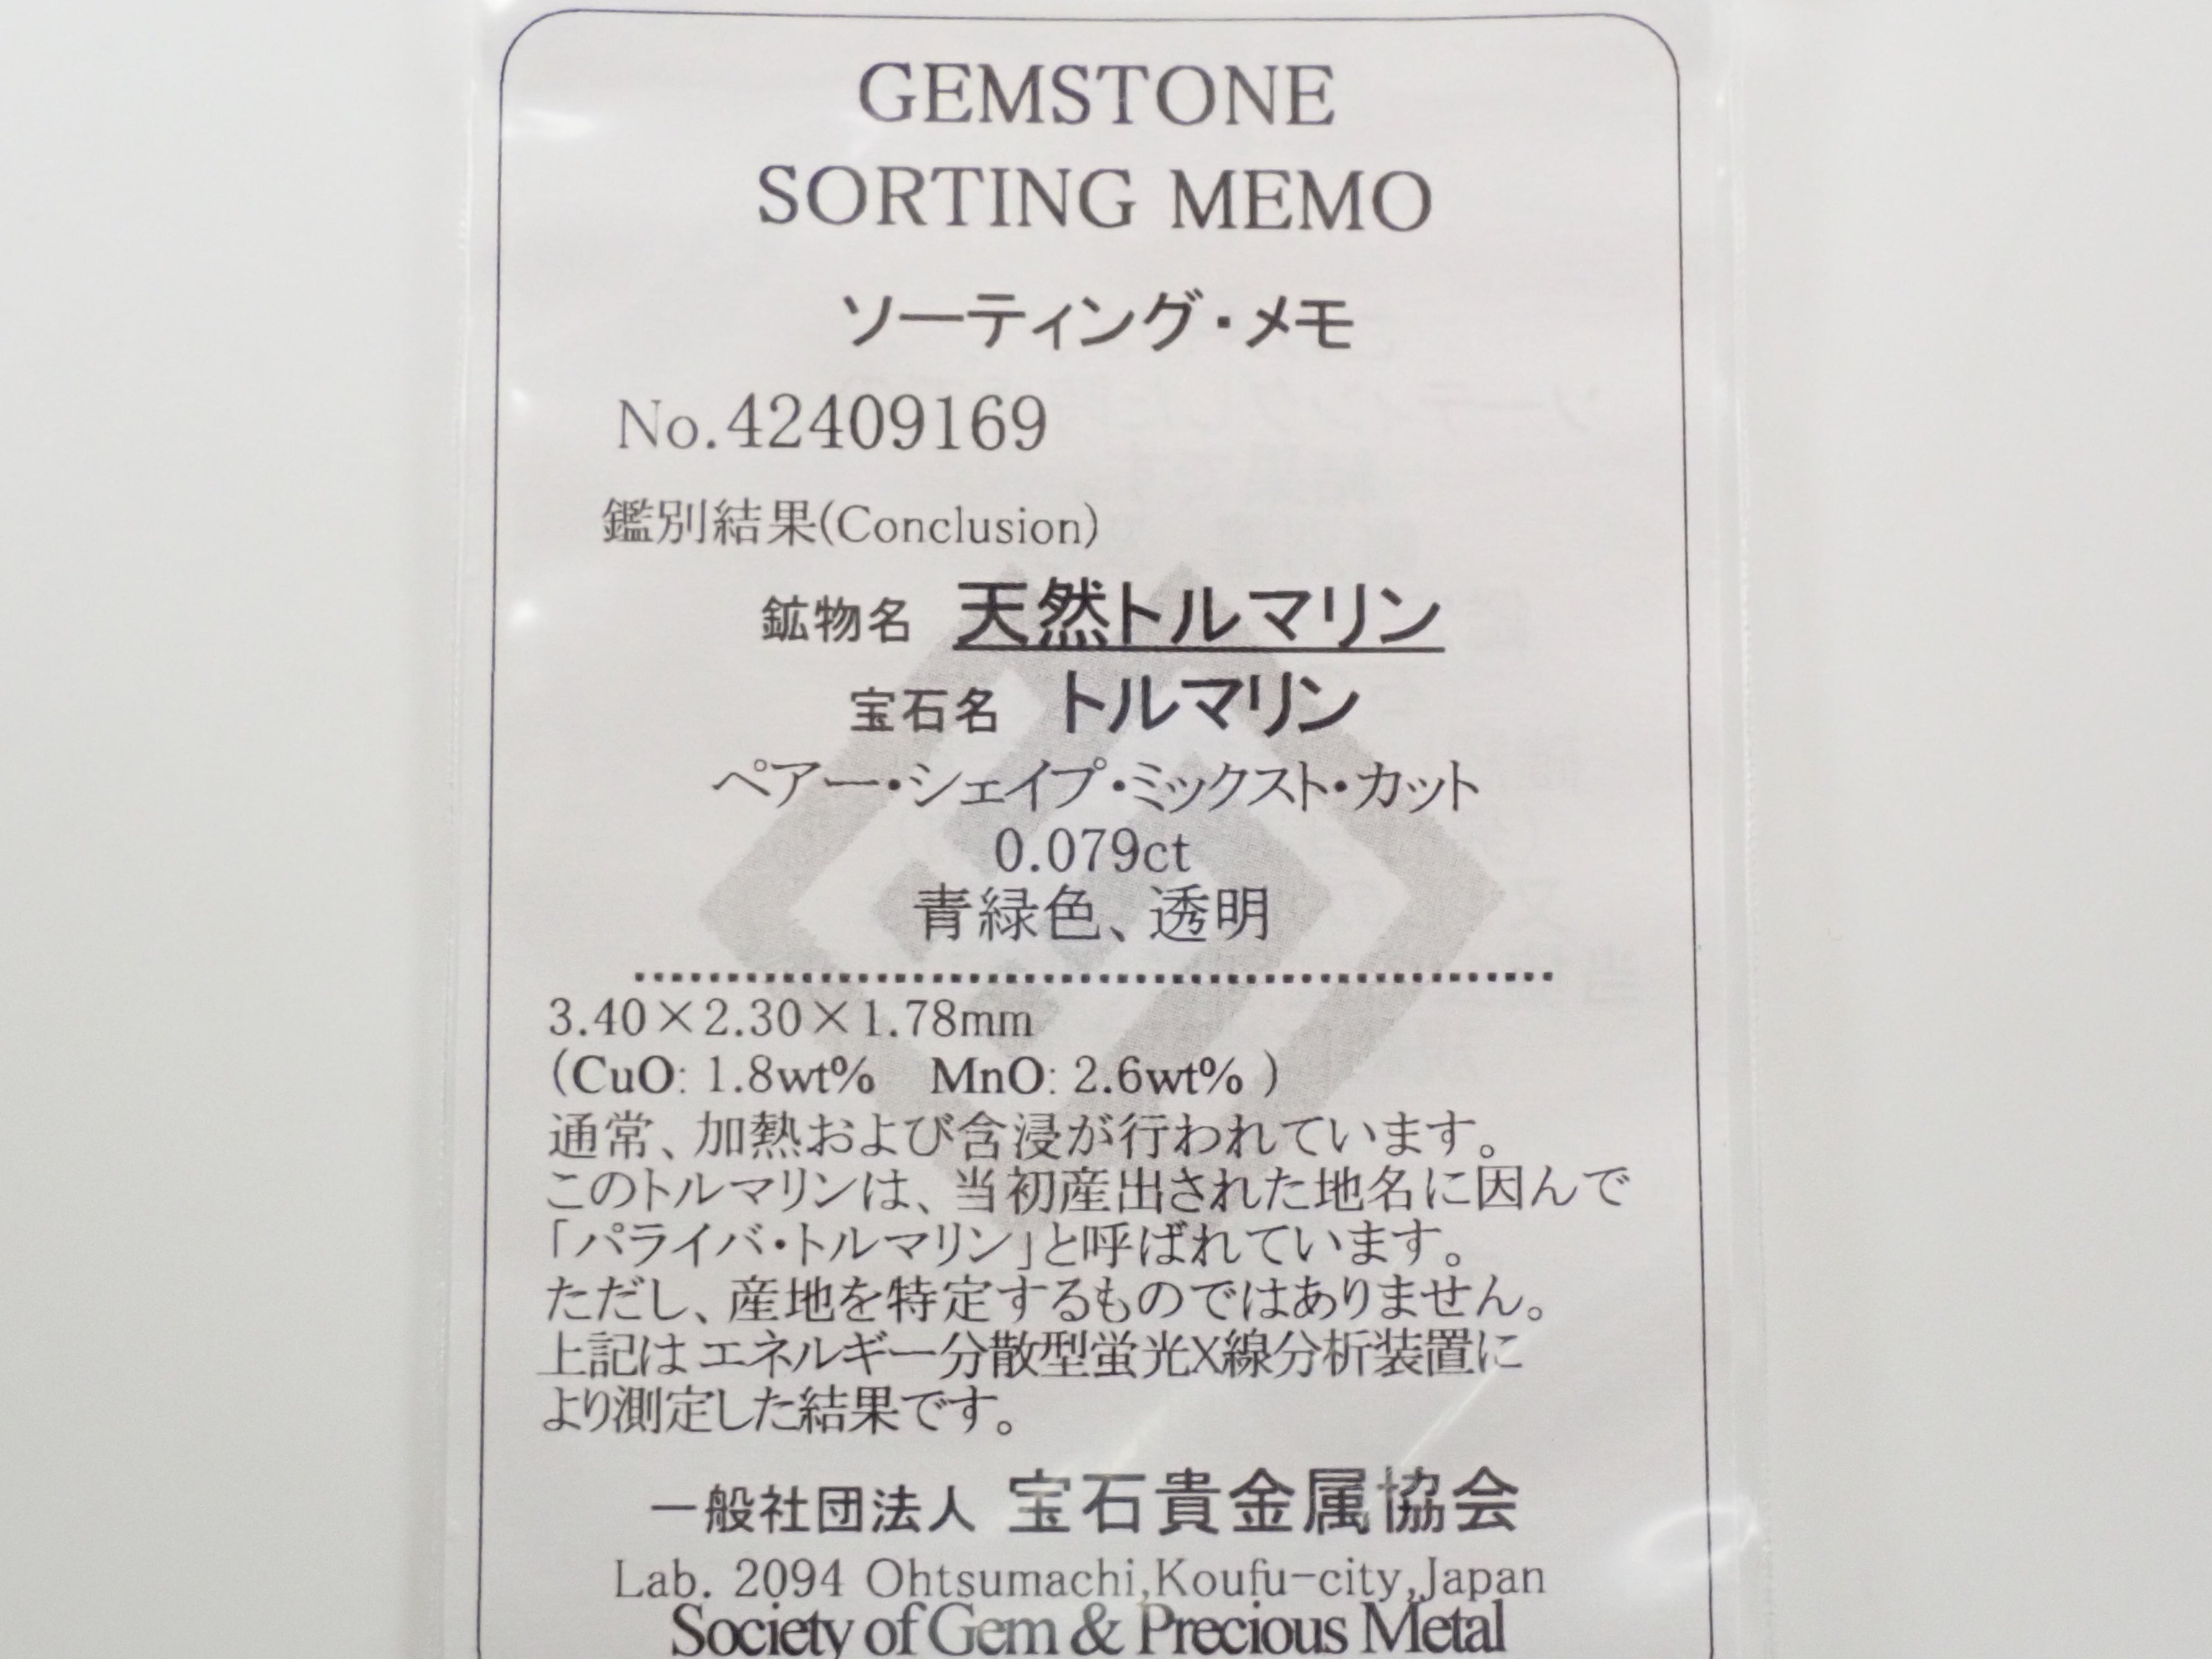 GEMSTONE
SORTING MEMO
ソーティング・メモ
No.42409169
鑑別結果(Conclusion)
鉱物名 天然トルマリン
宝石名 トルマリン
ペアー・シェイプ・ミックスト・カット
0.079ct
青緑色、透明
3.40×2.30×1.78mm
(CuO: 1.8wt% MnO: 2.6wt% )
通常、加熱および含浸が行われています。
このトルマリンは、当初産出された地名に因んで
「パライバ・トルマリン」と呼ばれています。
ただし、産地を特定するものではありません。
上記はエネルギー分散型蛍光X線分析装置に
より測定した結果です。
一般社団法人 宝石貴金属協会
Lab. 2094 Ohtsumachi,Koufu-city,Japan
Society of Gem & Precious Metal